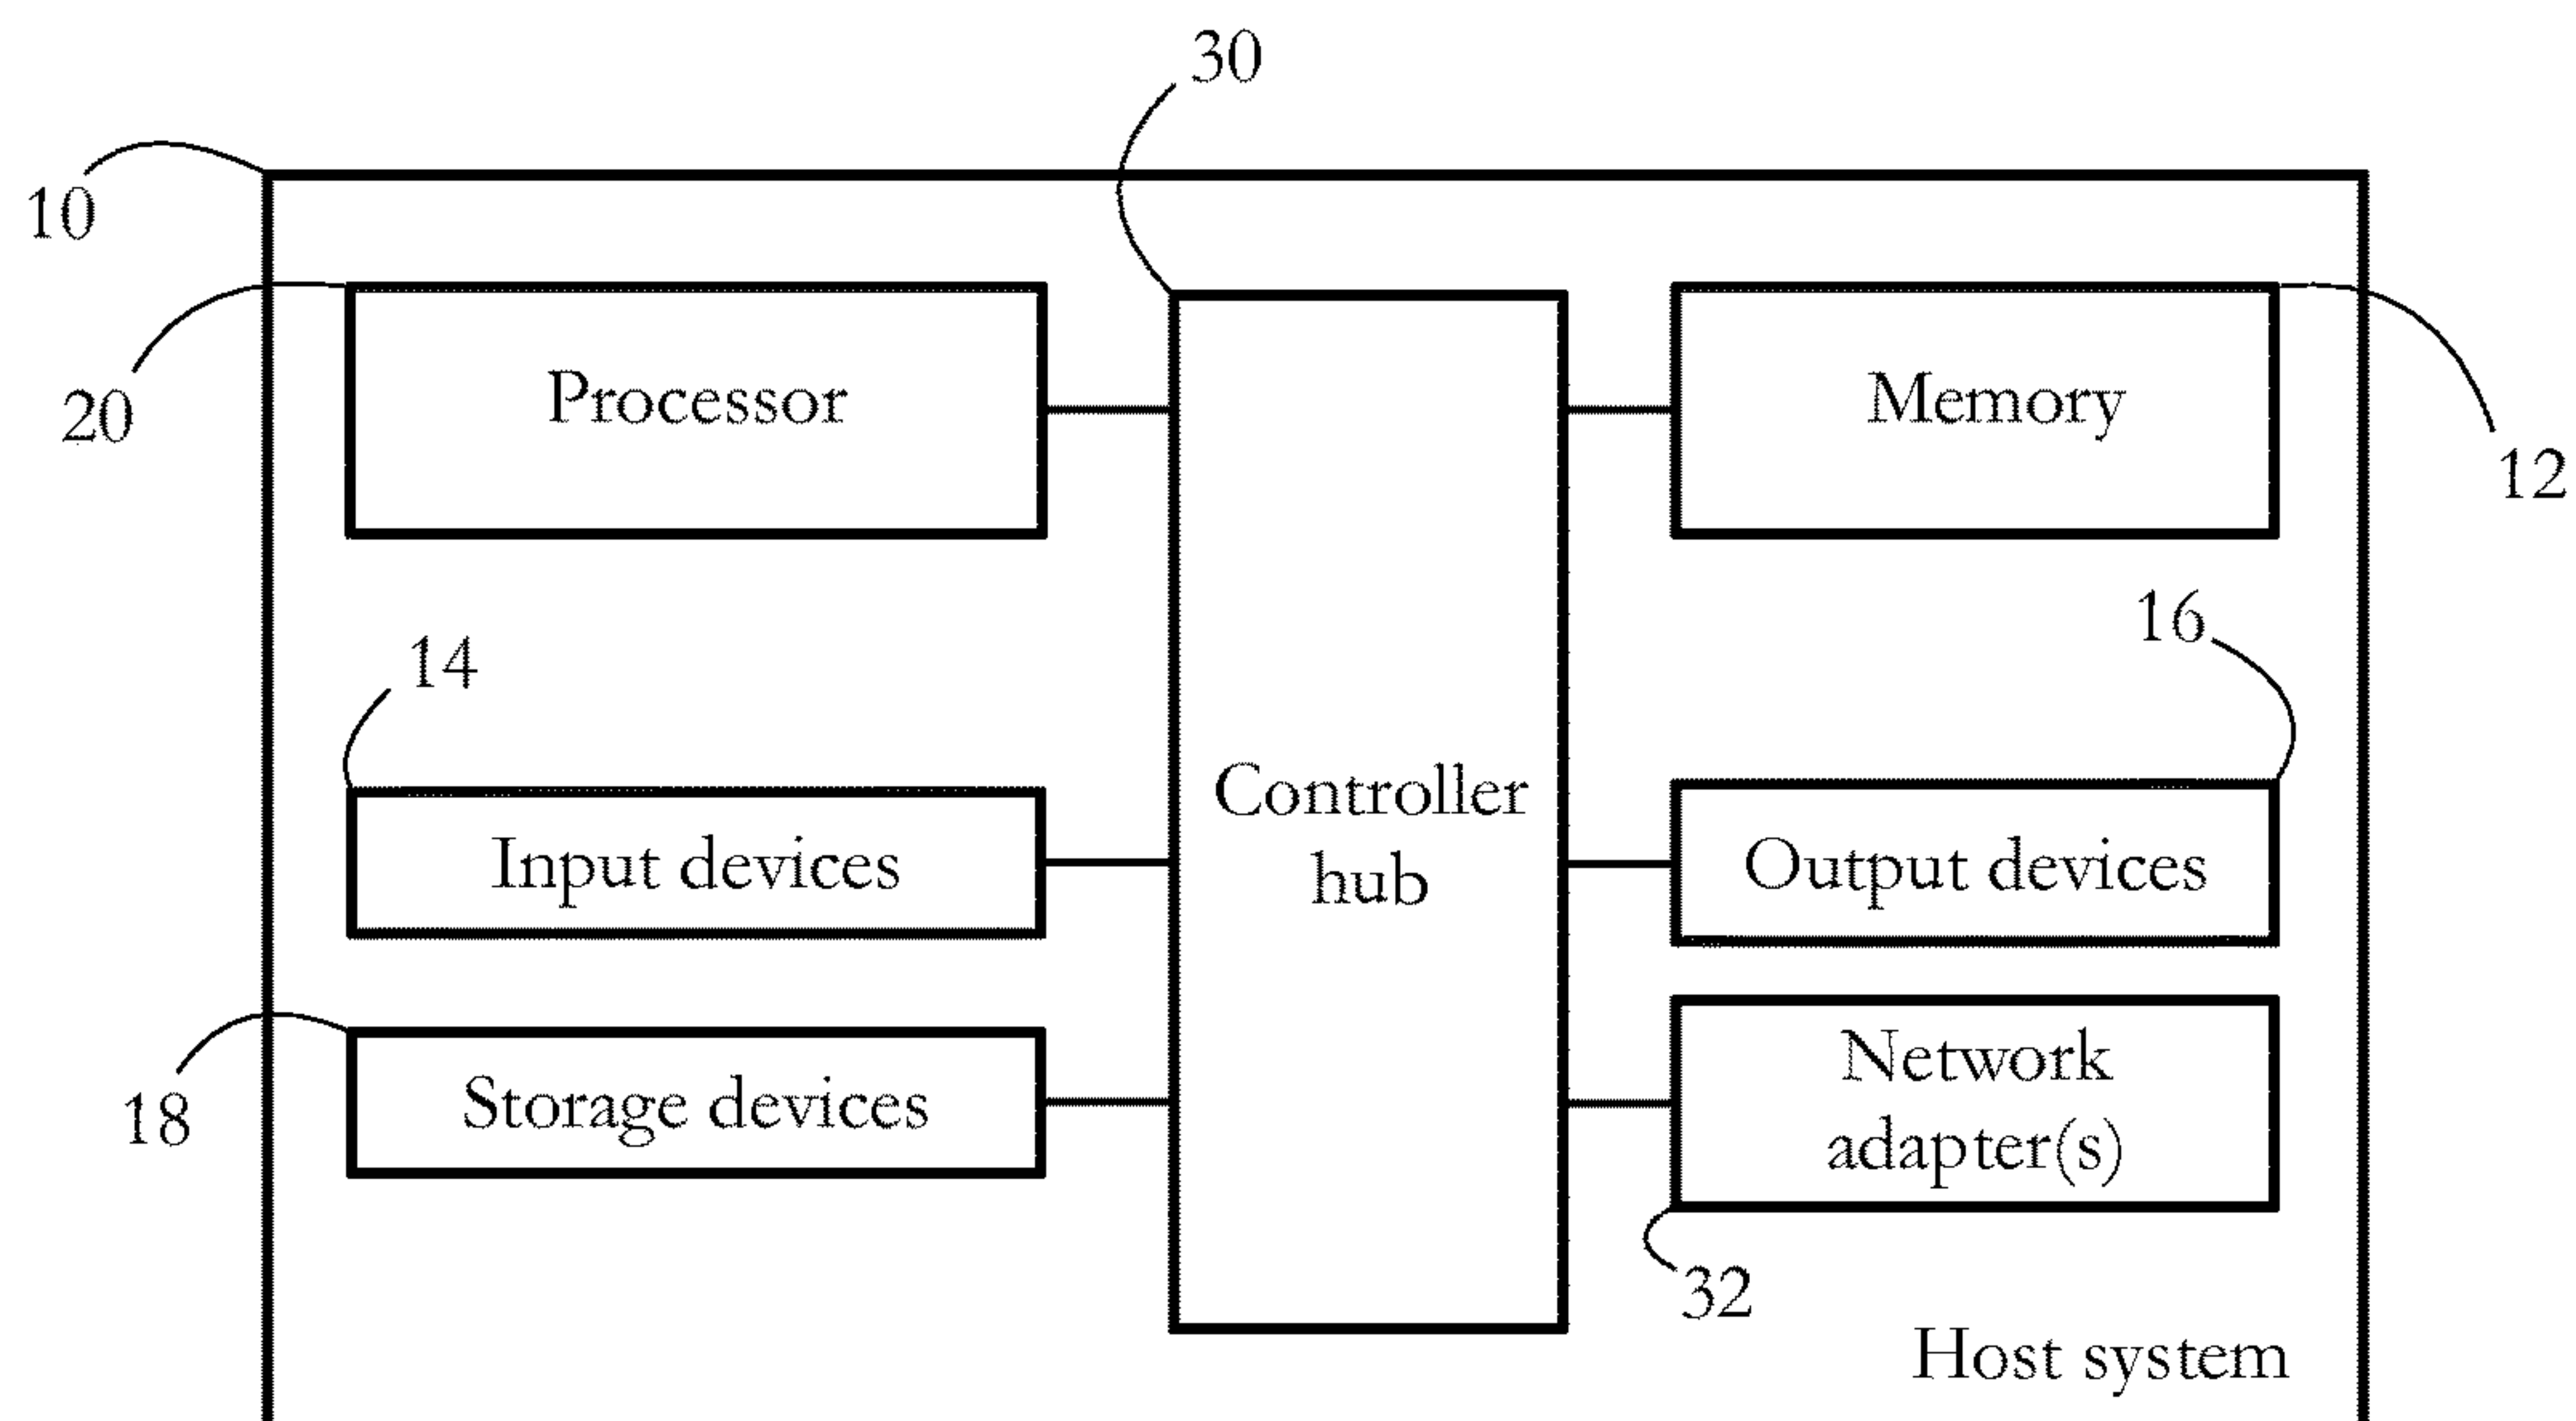 30
10
20
Processor
Memory
12
14
16
Controller
hub
Input devices
Output devices
18
Storage devices
Network
adapter(s)
32
Host system